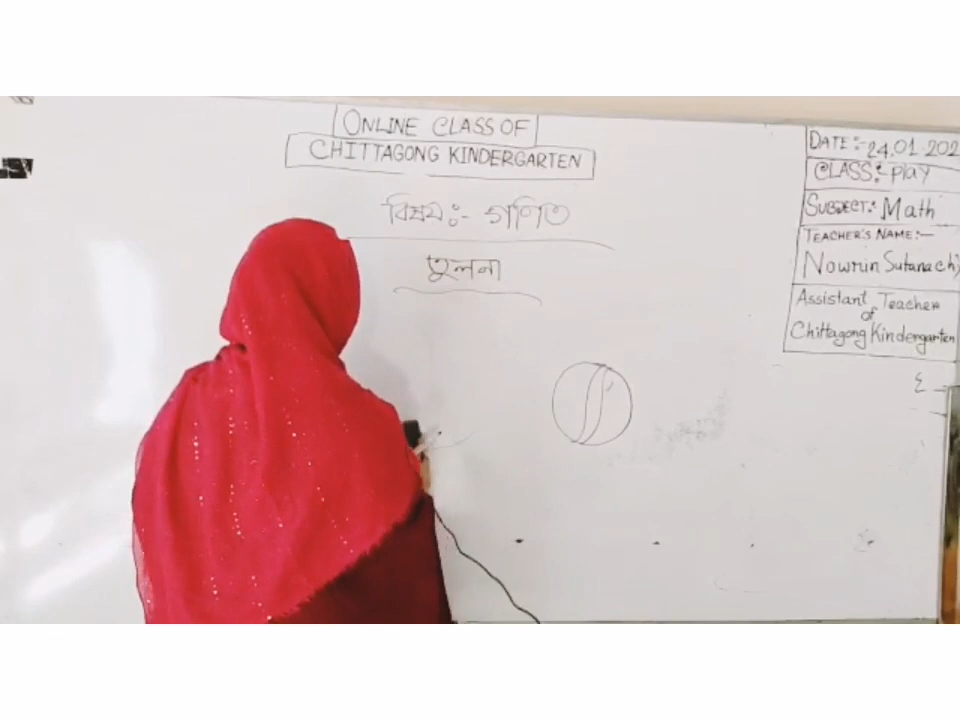 ONLINE CLASS OF
CHITTAGONG KINDERGARTEN
বিষয়ঃ- গণিত
তুলনা
DATE:-24.01.202
CLASS:-Play
SUBJECT:- Math
TEACHER'S NAME:-
Nowrin Sutana
Assistant Teacher
of
Chittagong Kindergarten